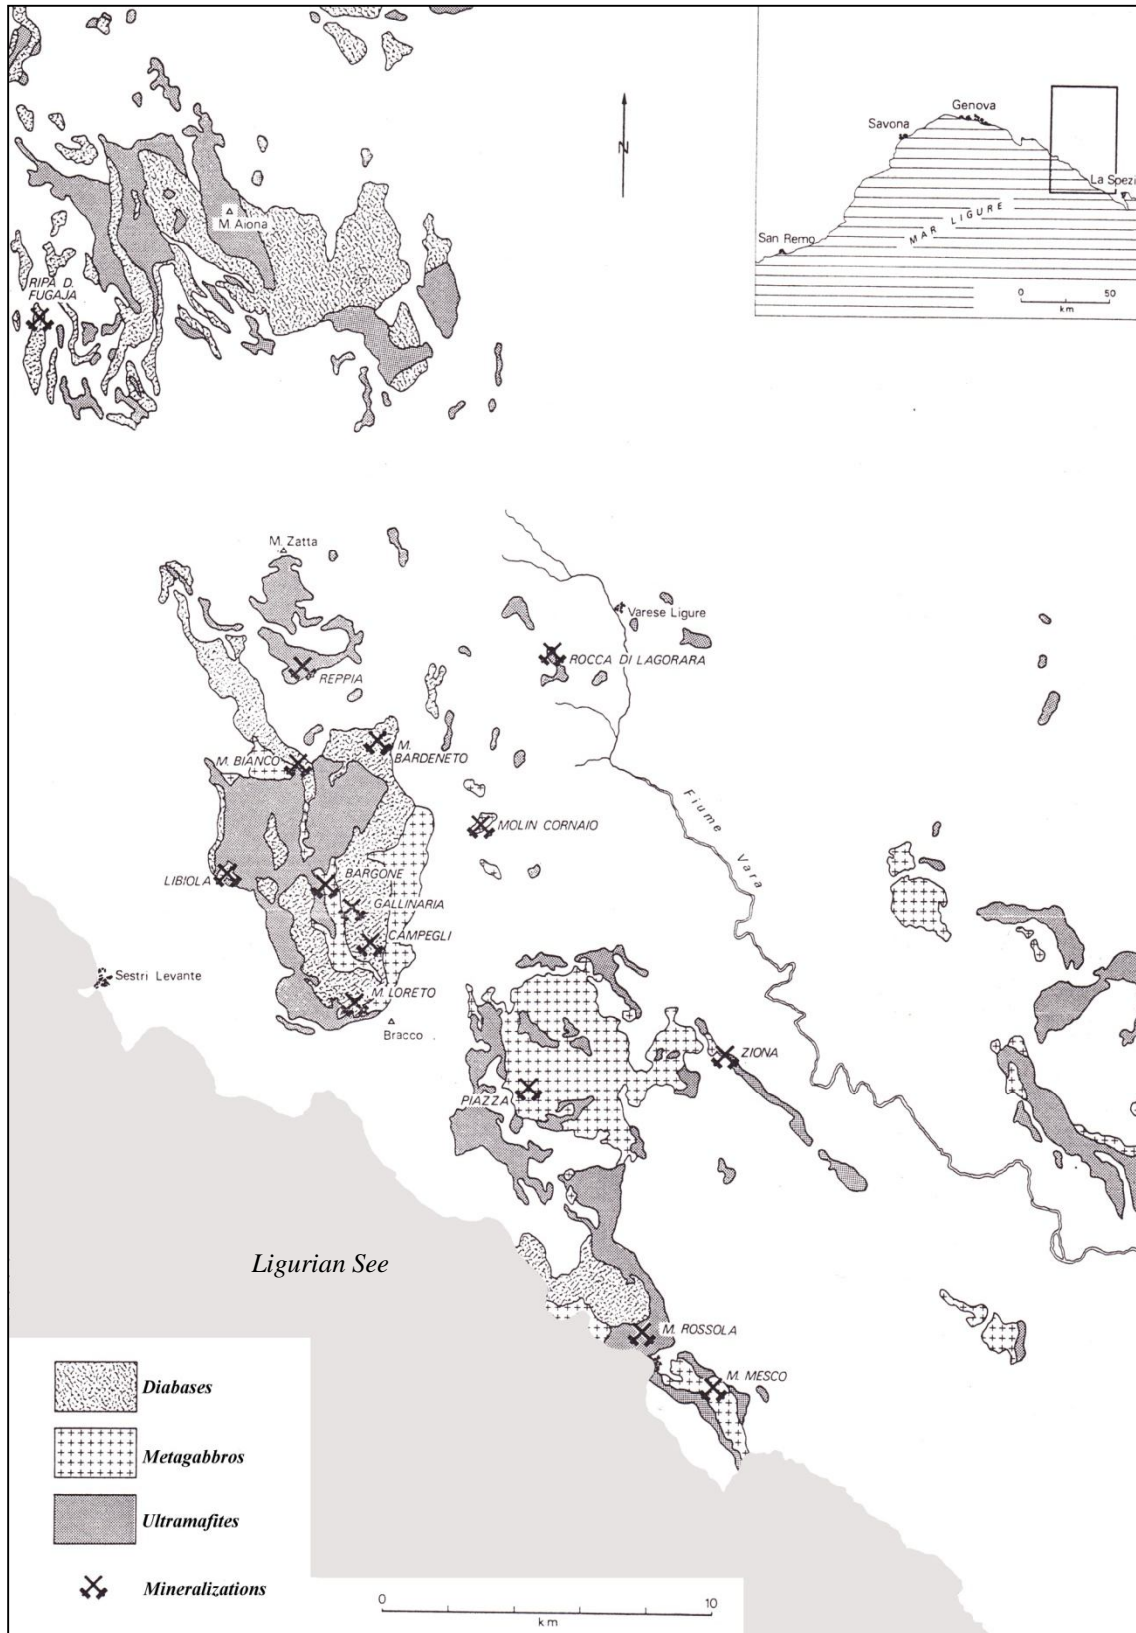 N
Genova
Savona
La Spezi
San Remo
MAR LIGURE
0 50
km
M. Aiona
RIPA D.
FUGAJA
M. Zatta
Varese Ligure
ROCCA DI LAGORARA
REPPIA
M.
BARDENETO
M. BIANCO
Fiume Vara
MOLIN CORNAIO
LIBIOLA
BARGONE
GALLINARIA
CAMPEGLI
Sestri Levante
M. LORETO
Bracco
ZIONA
PIAZZA
Ligurian See
M. ROSSOLA
M. MESCO
Diabases
Metagabbros
Ultramafites
Mineralizations
0 10
km